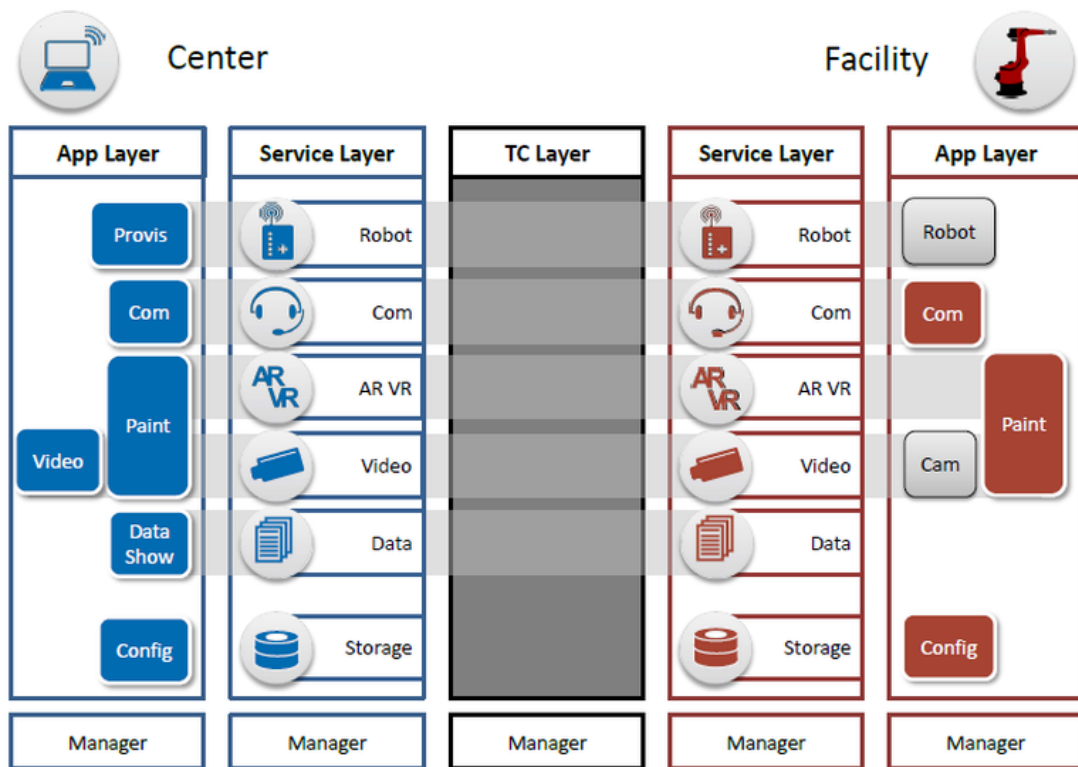 Center
Facility
App Layer
Service Layer
TC Layer
Service Layer
App Layer
Provis
Robot
Robot
Robot
Com
Com
Com
Com
Paint
AR VR
AR VR
AR VR
AR VR
Paint
Video
Video
Video
Cam
Data
Show
Data
Data
Config
Storage
Storage
Config
Manager
Manager
Manager
Manager
Manager